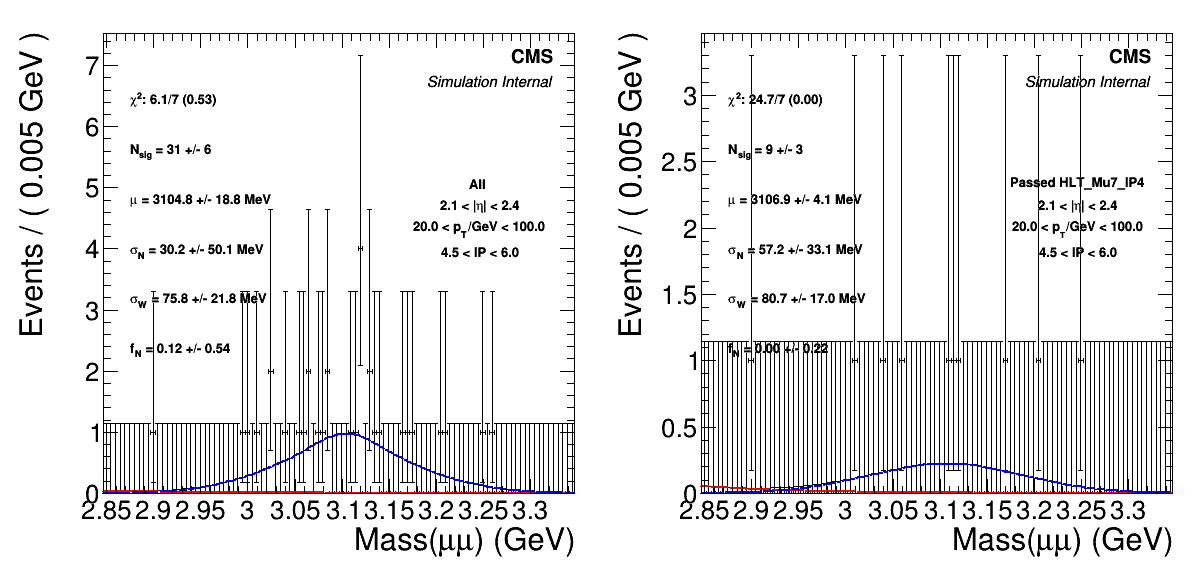 CMS
Simulation Internal
χ²: 6.1/7 (0.53)
N_sig = 31 +/- 6
μ = 3104.8 +/- 18.8 MeV
σ_N = 30.2 +/- 50.1 MeV
σ_W = 75.8 +/- 21.8 MeV
f_N = 0.12 +/- 0.54
All
2.1 < |η| < 2.4
20.0 < p_T/GeV < 100.0
4.5 < IP < 6.0
Events / ( 0.005 GeV )
7
6
5
4
3
2
1
0
2.85 2.9 2.95 3 3.05 3.1 3.15 3.2 3.25 3.3
Mass(μμ) (GeV)
CMS
Simulation Internal
χ²: 24.7/7 (0.00)
N_sig = 9 +/- 3
μ = 3106.9 +/- 4.1 MeV
σ_N = 57.2 +/- 33.1 MeV
σ_W = 80.7 +/- 17.0 MeV
f_N = 0.00 +/- 0.22
Passed HLT_Mu7_IP4
2.1 < |η| < 2.4
20.0 < p_T/GeV < 100.0
4.5 < IP < 6.0
Events / ( 0.005 GeV )
3
2.5
2
1.5
1
0.5
0
2.85 2.9 2.95 3 3.05 3.1 3.15 3.2 3.25 3.3
Mass(μμ) (GeV)